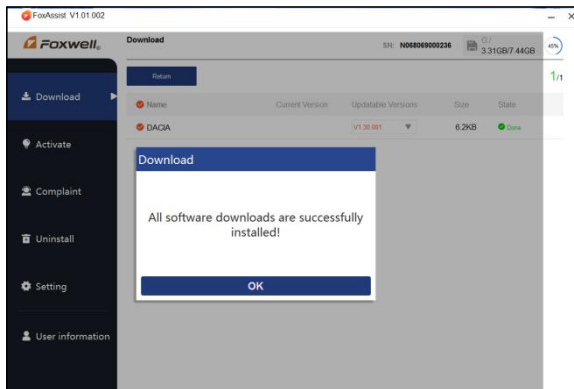 FoxAssist V1.01.002
FOXWELL®
Download
SN: N068069000236
G:/
3.31GB/7.44GB
45%
Return
1/1
Download
Name Current Version Updatable Versions Size State
DACIA V1.30.001 6.2KB Done
Activate
Download
Complaint
All software downloads are successfully
installed!
Uninstall
Setting
OK
User information